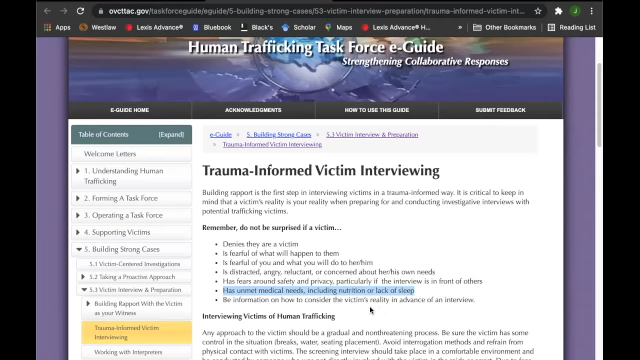 ovcttac.gov/taskforceguide/eguide/5-building-strong-cases/53-victim-interview-preparation/trauma-informed-victim-int...
Winston Law
Lexis Advance®
Bluebook
Black's
Scholar
Westlaw
Lexis Advance® H...
Other Bookmarks
Reading List
Human Trafficking Task Force e-Guide
Strengthening Collaborative Responses
E-GUIDE HOME
ACKNOWLEDGMENTS
HOW TO USE THIS GUIDE
SUBMIT FEEDBACK
Table of Contents
(Expand)
Welcome Letters
1. Understanding Human
Trafficking
2. Forming A Task Force
3. Operating a Task Force
4. Supporting Victims
5. Building Strong Cases
5.1 Victim-Centered Investigations
5.2 Taking a Proactive Approach
5.3 Victim Interview & Preparation
Building Rapport With the Victim
as your Witness
Trauma-Informed Victim
Interviewing
Working with Interpreters
e-Guide » 5. Building Strong Cases » 5.3 Victim Interview & Preparation »
Trauma-Informed Victim Interviewing
Trauma-Informed Victim Interviewing
Building rapport is the first step in interviewing victims in a trauma-informed way. It is critical to keep in
mind that a victim's reality is your reality when preparing for and conducting investigative interviews with
potential trafficking victims.
Remember, do not be surprised if a victim...
• Denies they are a victim
• Is fearful of what will happen to them
• Is fearful of you and what you will do to her/him
• Is distracted, angry, reluctant, or concerned about her/his own needs
• Has fears around safety and privacy, particularly if the interview is in front of others
• Has unmet medical needs, including nutrition or lack of sleep
• Be information on how to consider the victim's reality in advance of an interview.
Interviewing Victims of Human Trafficking
Any approach to the victim should be a gradual and nonthreatening process. Be sure the victim has some
control in the situation (breaks, water, seating placement). Avoid interrogation methods and refrain from
physical contact with victims. The screening interview should take place in a comfortable environment and